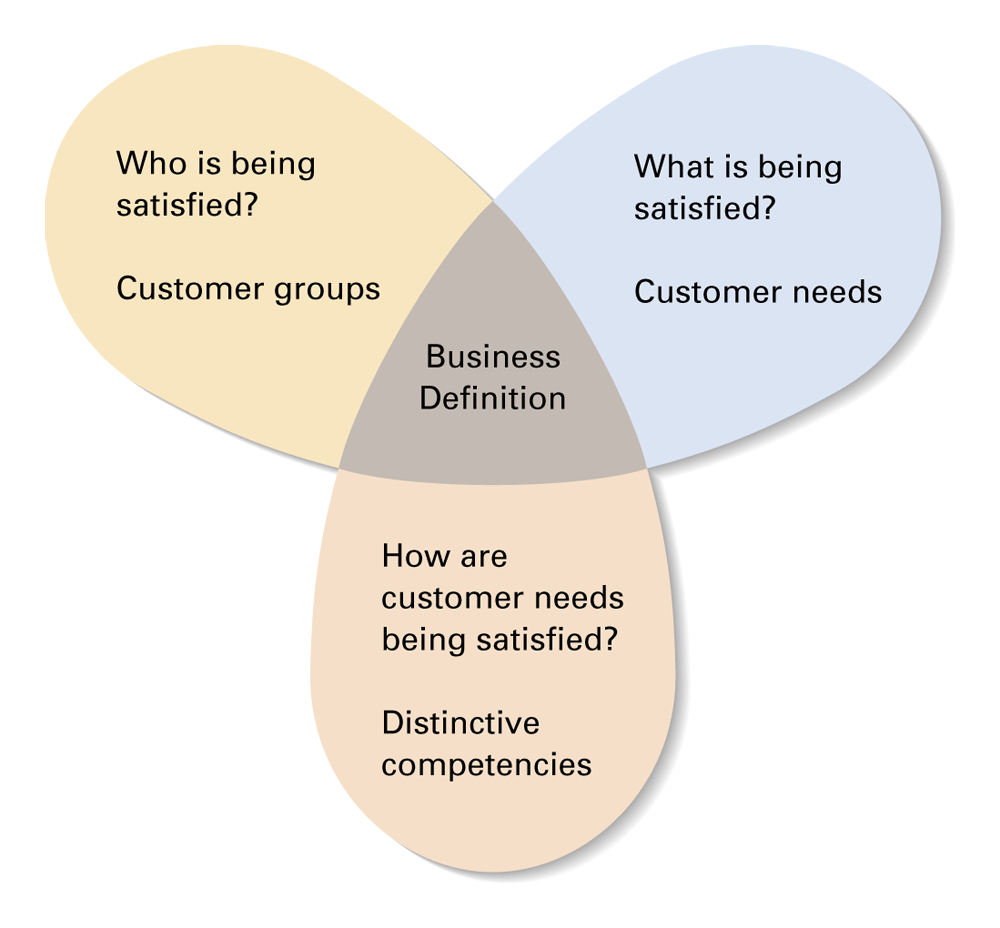 Who is being
satisfied?
Customer groups
What is being
satisfied?
Customer needs
Business
Definition
How are
customer needs
being satisfied?
Distinctive
competencies